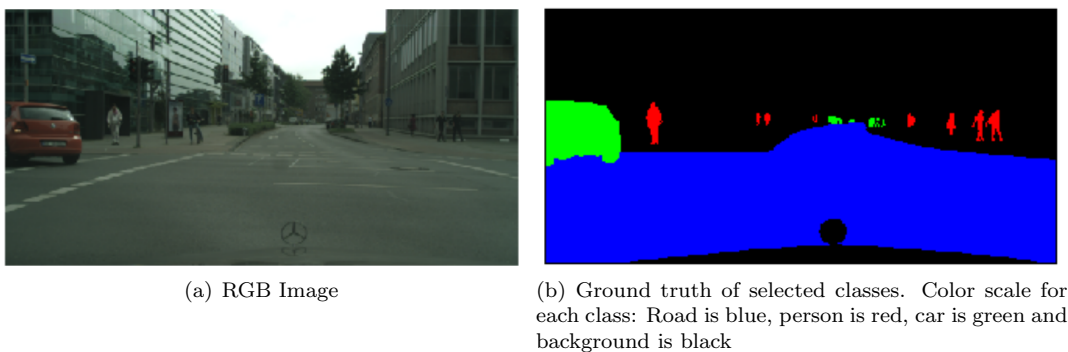 (a) RGB Image
(b) Ground truth of selected classes. Color scale for
each class: Road is blue, person is red, car is green and
background is black